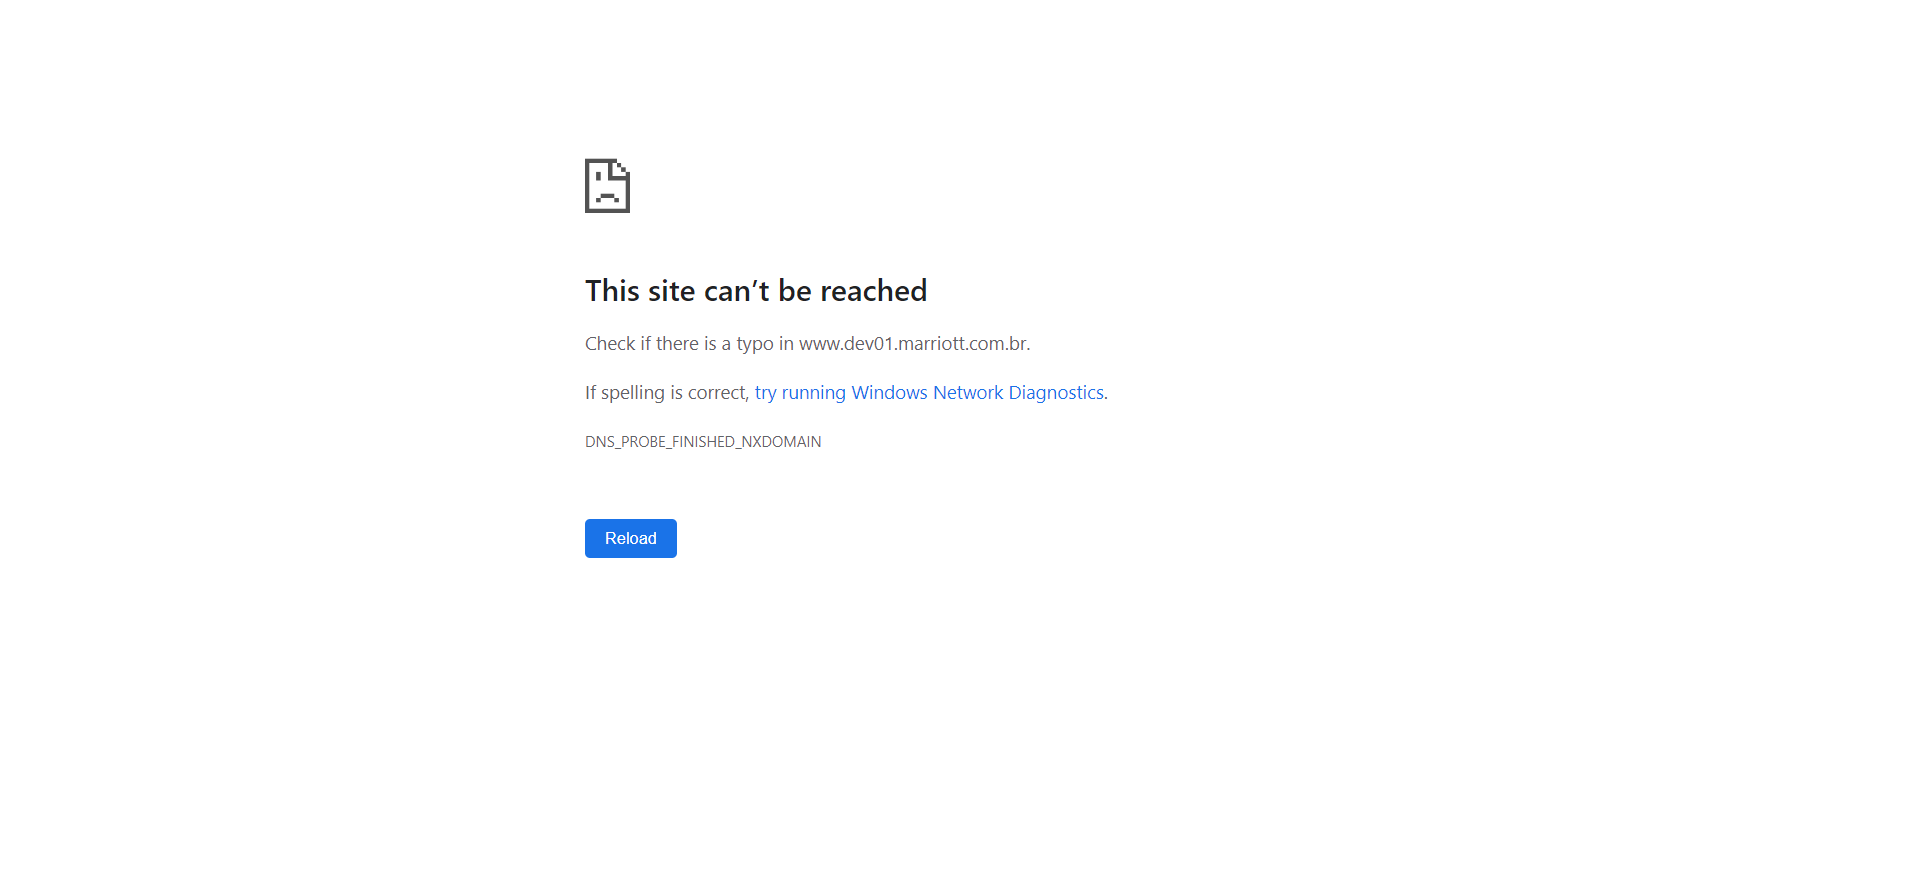 This site can’t be reached
Check if there is a typo in www.dev01.marriott.com.br.
If spelling is correct, try running Windows Network Diagnostics.
DNS_PROBE_FINISHED_NXDOMAIN
Reload